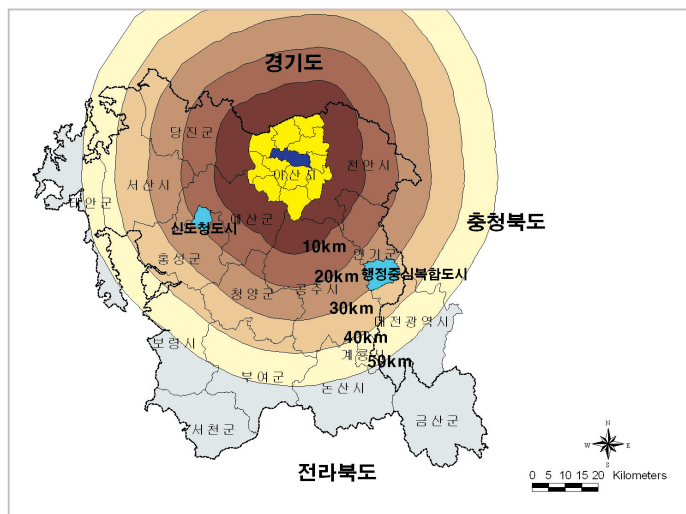 경기도
당진군
천안시
아산시
서산시
태안군
예산군
신도청도시
충청북도
10km
연기군
홍성군
20km
행정중심복합도시
청양군
공주시
30km
대전광역시
40km
보령시
계룡시
50km
부여군
논산시
서천군
금산군
전라북도
N
W E
S
0 5 10 15 20 Kilometers